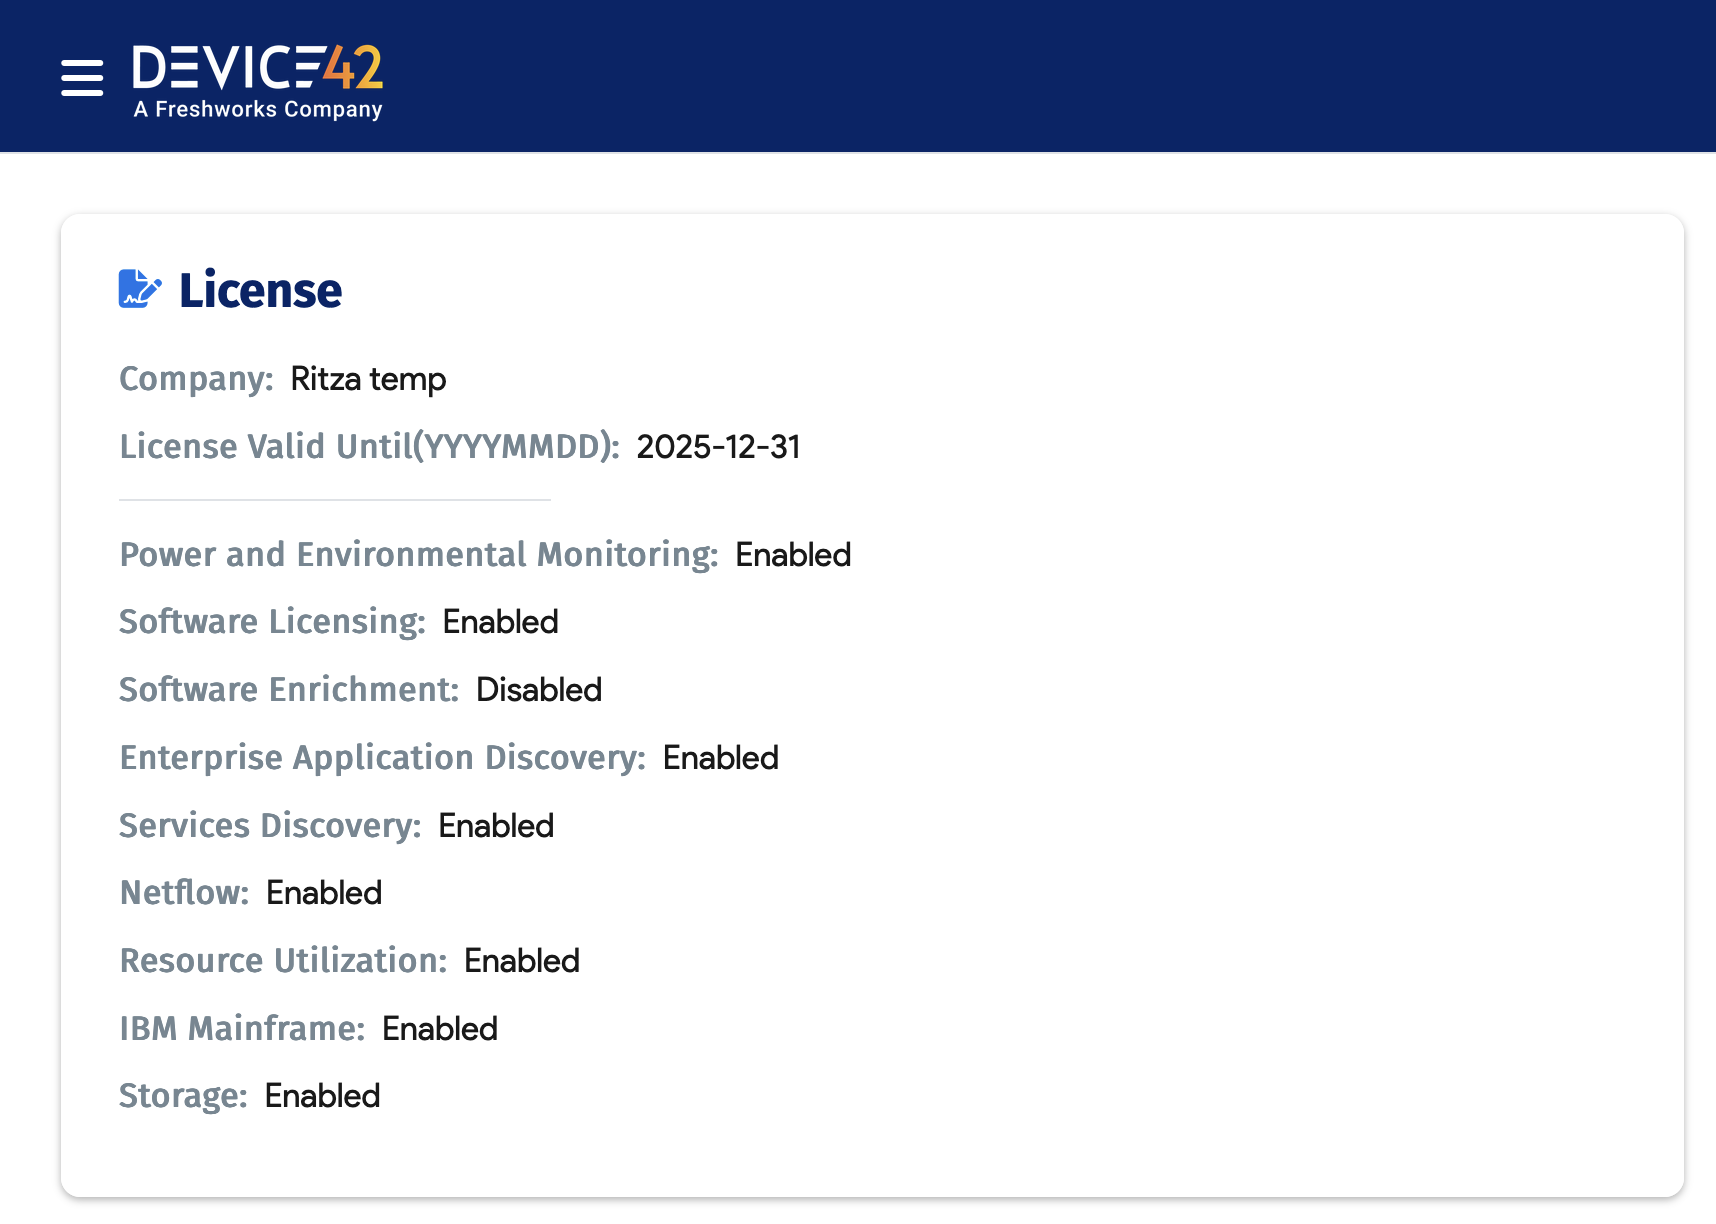 DEVICE42
A Freshworks Company
License
Company: Ritza temp
License Valid Until(YYYYMMDD): 2025-12-31
Power and Environmental Monitoring: Enabled
Software Licensing: Enabled
Software Enrichment: Disabled
Enterprise Application Discovery: Enabled
Services Discovery: Enabled
Netflow: Enabled
Resource Utilization: Enabled
IBM Mainframe: Enabled
Storage: Enabled